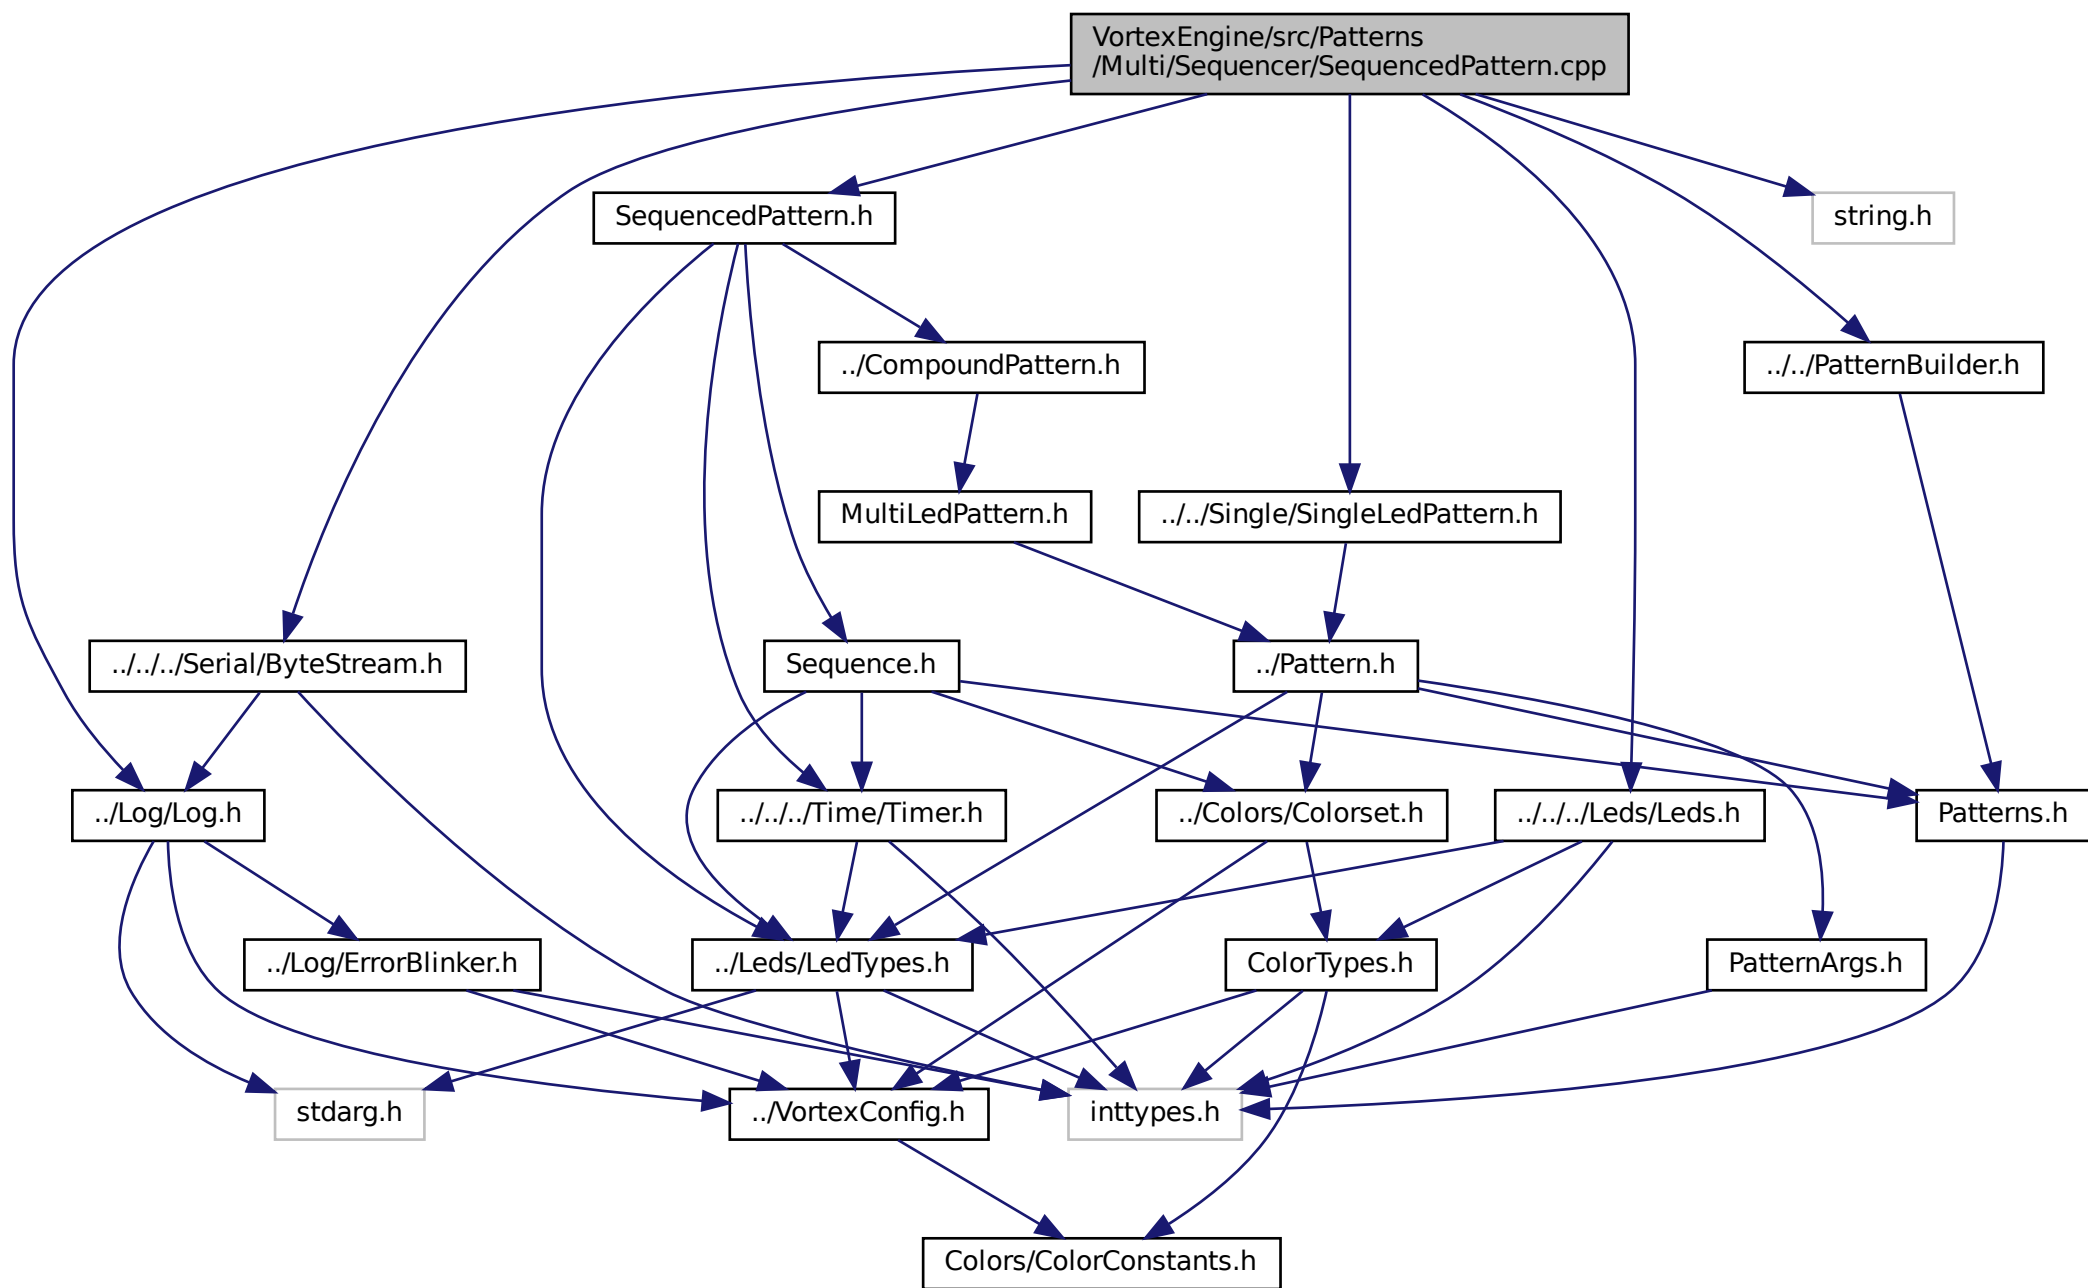 VortexEngine/src/Patterns
/Multi/Sequencer/SequencedPattern.cpp
SequencedPattern.h
string.h
../CompoundPattern.h
../../PatternBuilder.h
MultiLedPattern.h
../../Single/SingleLedPattern.h
../../../Serial/ByteStream.h
Sequence.h
../Pattern.h
../Log/Log.h
../../../Time/Timer.h
../Colors/Colorset.h
../../../Leds/Leds.h
Patterns.h
../Log/ErrorBlinker.h
../Leds/LedTypes.h
ColorTypes.h
PatternArgs.h
stdarg.h
../VortexConfig.h
inttypes.h
Colors/ColorConstants.h